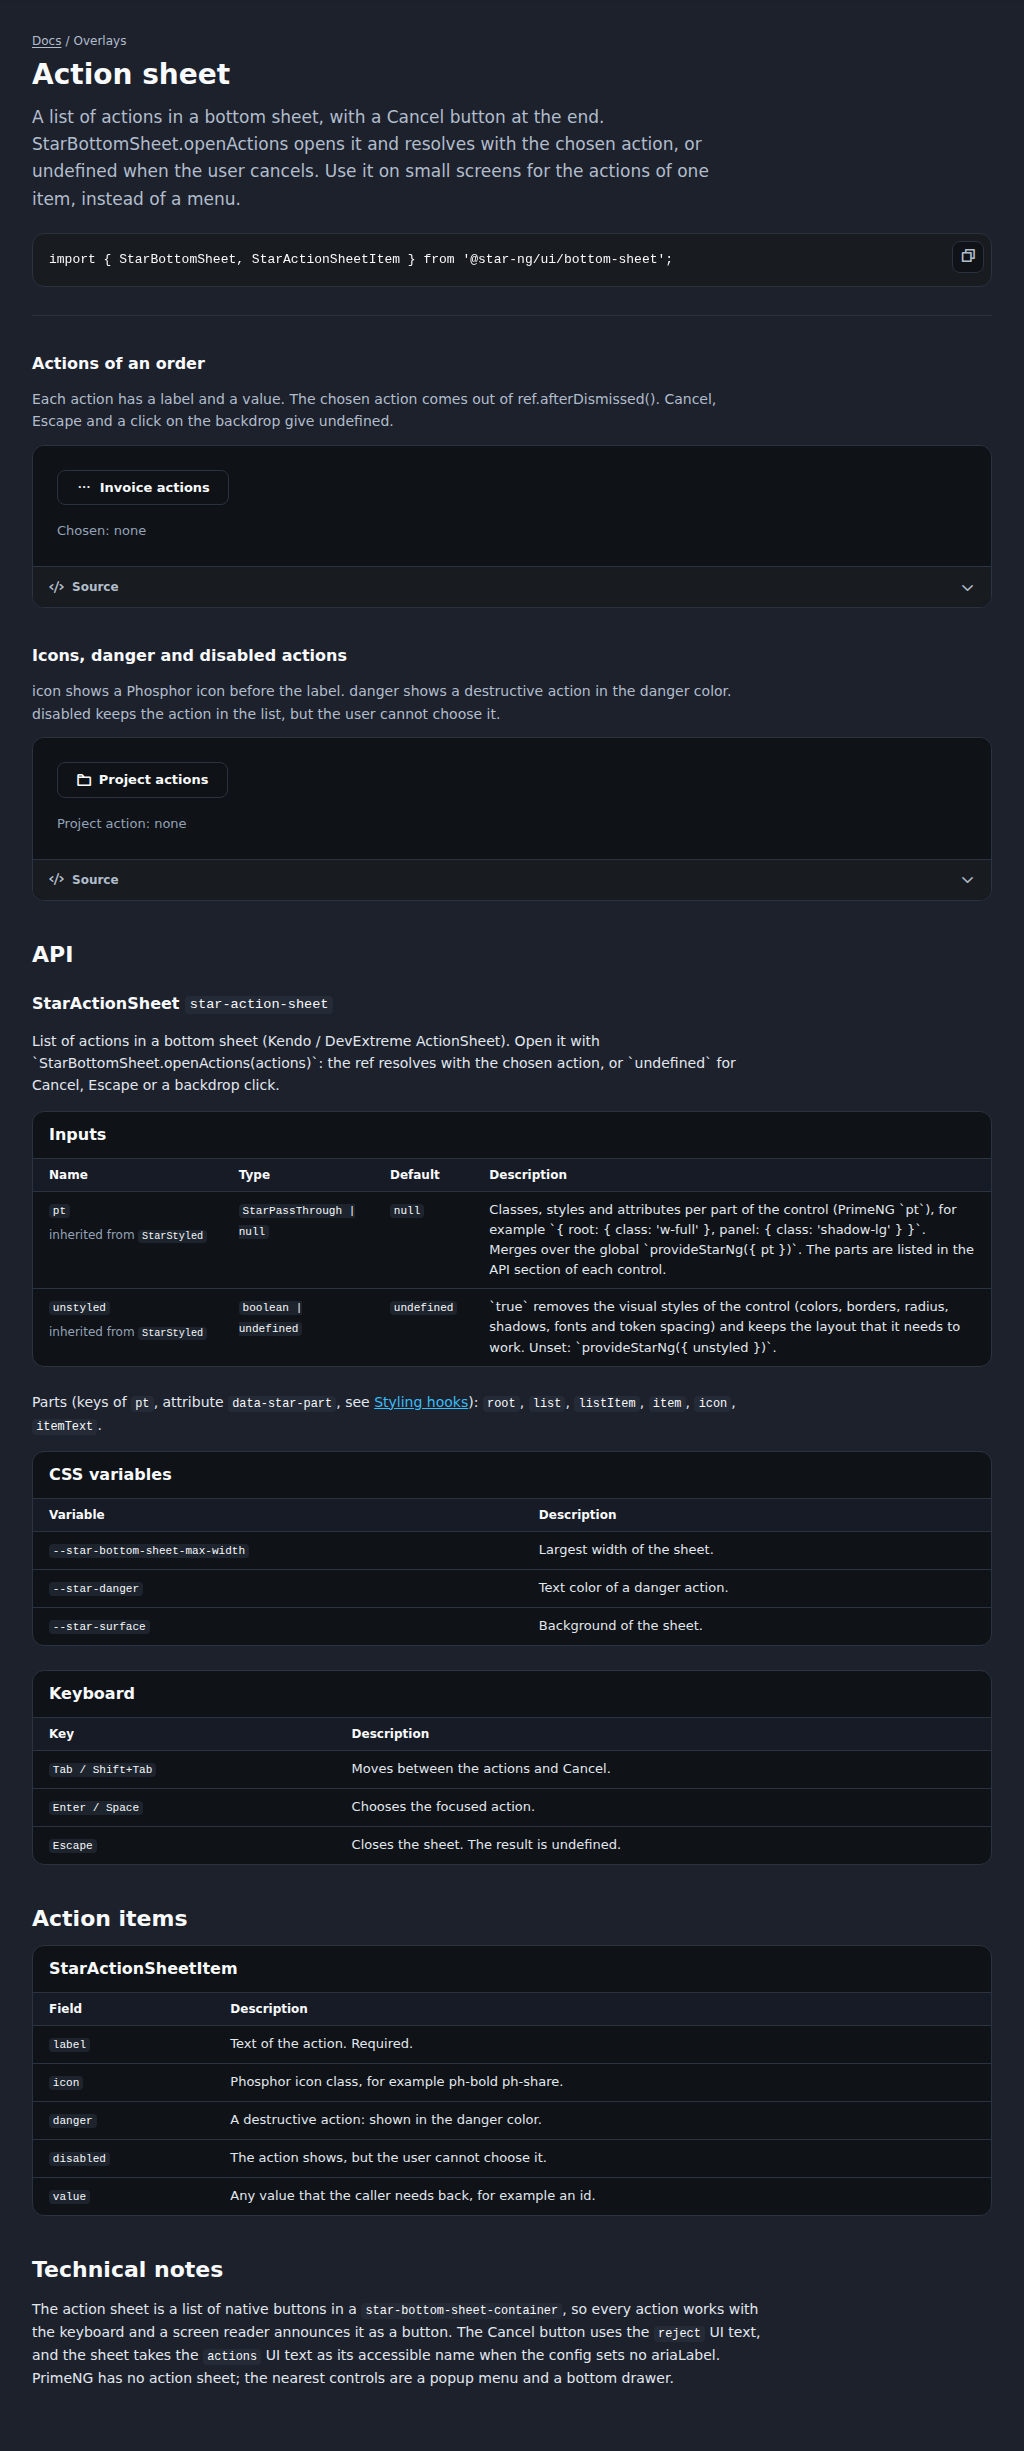 Docs / Overlays
Action sheet
A list of actions in a bottom sheet, with a Cancel button at the end.
StarBottomSheet.openActions opens it and resolves with the chosen action, or
undefined when the user cancels. Use it on small screens for the actions of one
item, instead of a menu.
import { StarBottomSheet, StarActionSheetItem } from '@star-ng/ui/bottom-sheet';
Actions of an order
Each action has a label and a value. The chosen action comes out of ref.afterDismissed(). Cancel,
Escape and a click on the backdrop give undefined.
Invoice actions
Chosen: none
Source
Icons, danger and disabled actions
icon shows a Phosphor icon before the label. danger shows a destructive action in the danger color.
disabled keeps the action in the list, but the user cannot choose it.
Project actions
Project action: none
Source
API
StarActionSheet star-action-sheet
List of actions in a bottom sheet (Kendo / DevExtreme ActionSheet). Open it with
`StarBottomSheet.openActions(actions)`: the ref resolves with the chosen action, or `undefined` for
Cancel, Escape or a backdrop click.
Inputs
Name Type Default Description
pt StarPassThrough | null null Classes, styles and attributes per part of the control (PrimeNG `pt`), for
inherited from StarStyled example `{ root: { class: 'w-full' }, panel: { class: 'shadow-lg' } }`.
Merges over the global `provideStarNg({ pt })`. The parts are listed in the
API section of each control.
unstyled boolean | undefined undefined `true` removes the visual styles of the control (colors, borders, radius,
inherited from StarStyled shadows, fonts and token spacing) and keeps the layout that it needs to
work. Unset: `provideStarNg({ unstyled })`.
Parts (keys of pt, attribute data-star-part, see Styling hooks): root, list, listItem, item, icon,
itemText.
CSS variables
Variable Description
--star-bottom-sheet-max-width Largest width of the sheet.
--star-danger Text color of a danger action.
--star-surface Background of the sheet.
Keyboard
Key Description
Tab / Shift+Tab Moves between the actions and Cancel.
Enter / Space Chooses the focused action.
Escape Closes the sheet. The result is undefined.
Action items
StarActionSheetItem
Field Description
label Text of the action. Required.
icon Phosphor icon class, for example ph-bold ph-share.
danger A destructive action: shown in the danger color.
disabled The action shows, but the user cannot choose it.
value Any value that the caller needs back, for example an id.
Technical notes
The action sheet is a list of native buttons in a star-bottom-sheet-container, so every action works with
the keyboard and a screen reader announces it as a button. The Cancel button uses the reject UI text,
and the sheet takes the actions UI text as its accessible name when the config sets no ariaLabel.
PrimeNG has no action sheet; the nearest controls are a popup menu and a bottom drawer.